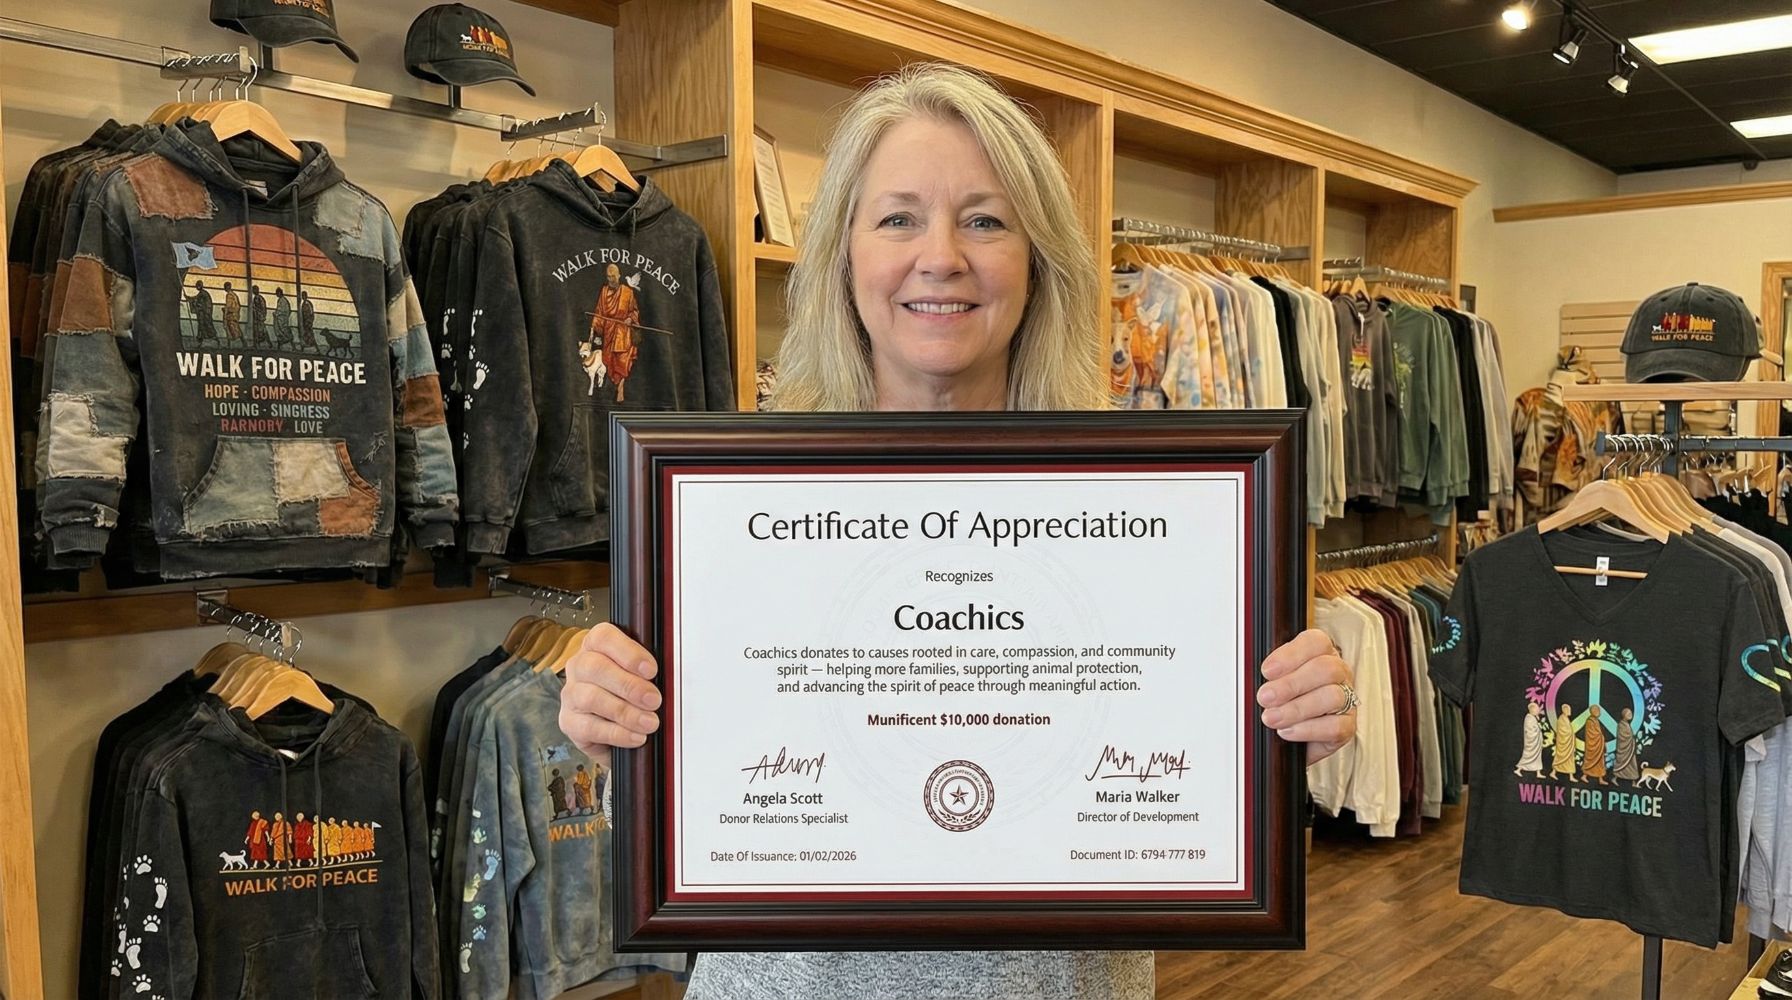 WALK FOR PEACE
HOPE · COMPASSION
LOVING · SINGHESS
RARNOBY LOVE
WALK FOR PEACE
WALK FOR PEACE
WALK
Certificate Of Appreciation
Recognizes
Coachics
Coachics donates to causes rooted in care, compassion, and community
spirit — helping more families, supporting animal protection,
and advancing the spirit of peace through meaningful action.
Munificent $10,000 donation
Angela Scott
Donor Relations Specialist
Maria Walker
Director of Development
Date Of Issuance: 01/02/2026
Document ID: 6794 777 819
WALK FOR PEACE
WALK FOR PEACE